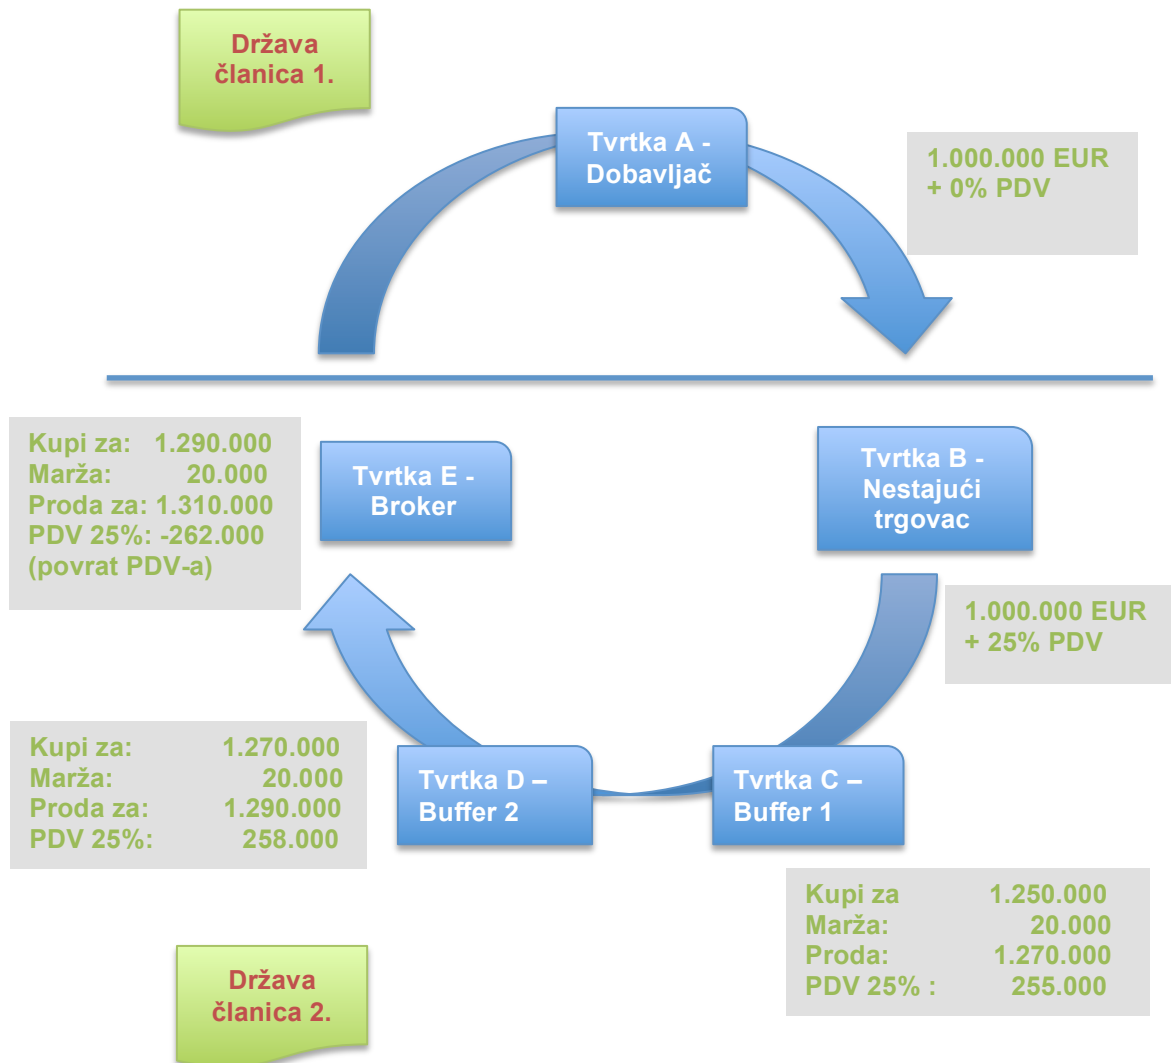 Država
članica 1.
Tvrtka A -
Dobavljač
1.000.000 EUR
+ 0% PDV
Kupi za: 1.290.000
Marža: 20.000
Proda za: 1.310.000
PDV 25%: -262.000
(povrat PDV-a)
Tvrtka E -
Broker
Tvrtka B -
Nestajući
trgovac
1.000.000 EUR
+ 25% PDV
Kupi za: 1.270.000
Marža: 20.000
Proda za: 1.290.000
PDV 25%: 258.000
Tvrtka D –
Buffer 2
Tvrtka C –
Buffer 1
Kupi za 1.250.000
Marža: 20.000
Proda: 1.270.000
PDV 25% : 255.000
Država
članica 2.